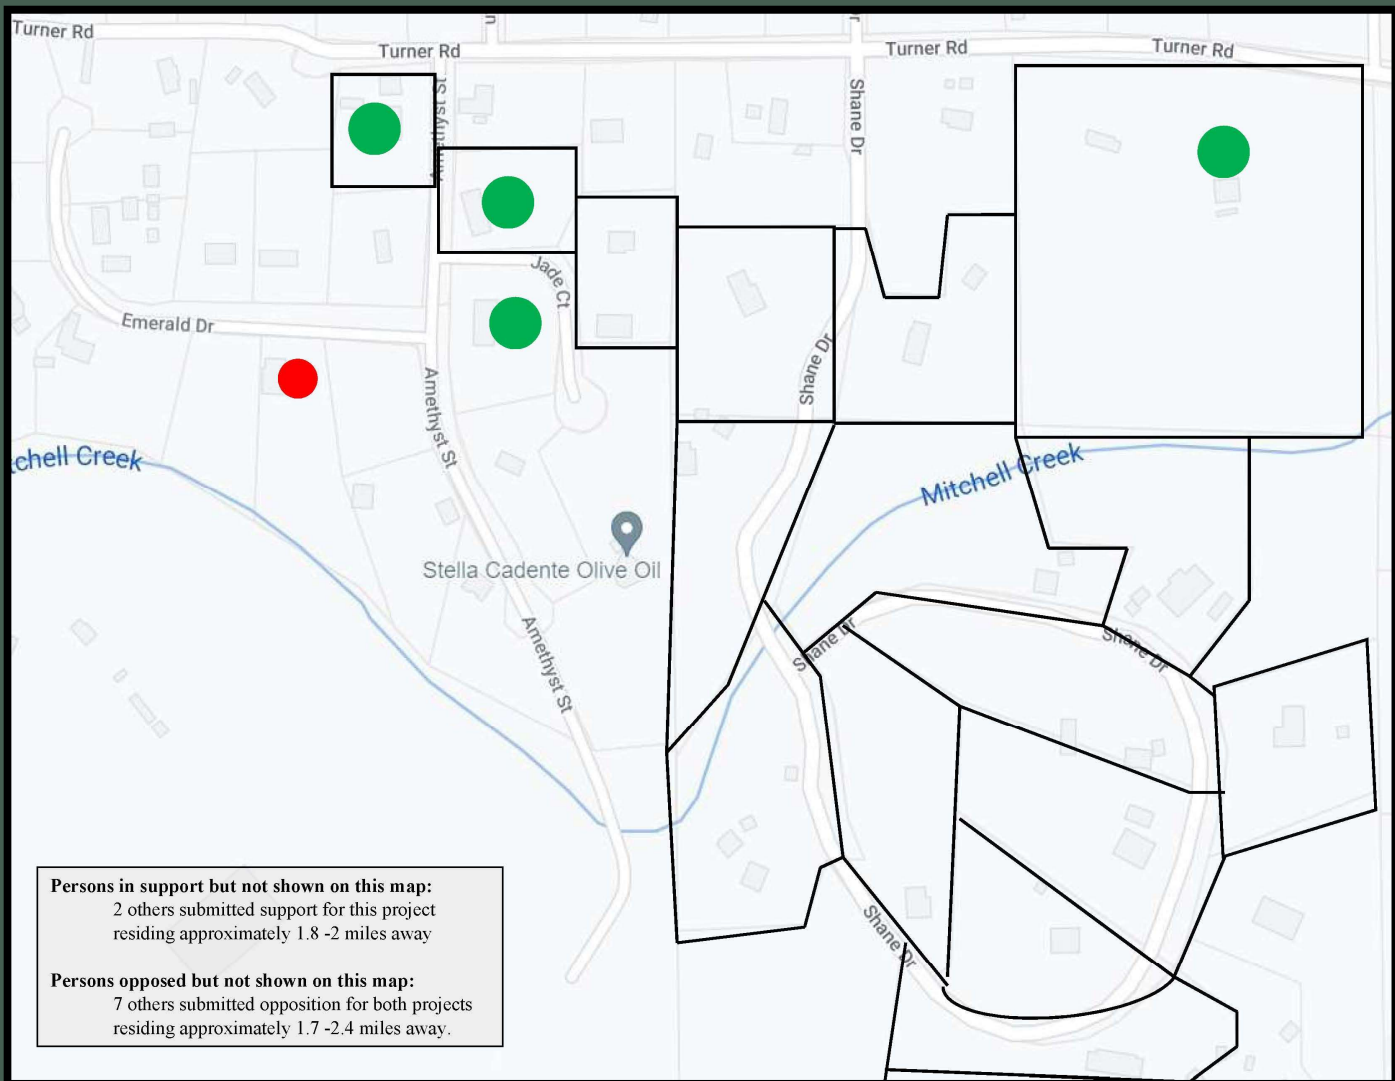 Turner Rd
Turner Rd
Turner Rd
Turner Rd
Amethyst St
Shane Dr
Jade Ct
Emerald Dr
Shane Dr
Amethyst St
tchell Creek
Mitchell Creek
Stella Cadente Olive Oil
Amethyst St
Shane Dr
Shane Dr
Shane Dr
Persons in support but not shown on this map:
2 others submitted support for this project
residing approximately 1.8 -2 miles away
Persons opposed but not shown on this map:
7 others submitted opposition for both projects
residing approximately 1.7 -2.4 miles away.